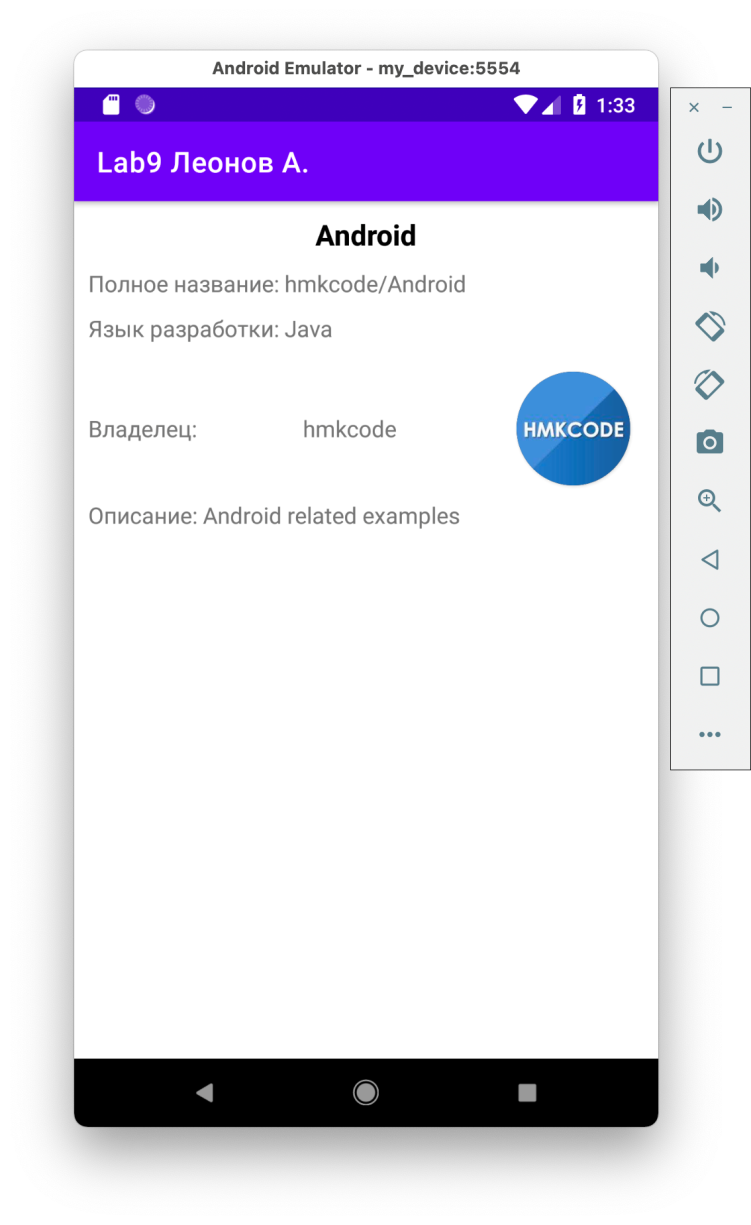 Android Emulator - my_device:5554
1:33
Lab9 Леонов А.
Android
Полное название: hmkcode/Android
Язык разработки: Java
Владелец: hmkcode HMKCODE
Описание: Android related examples